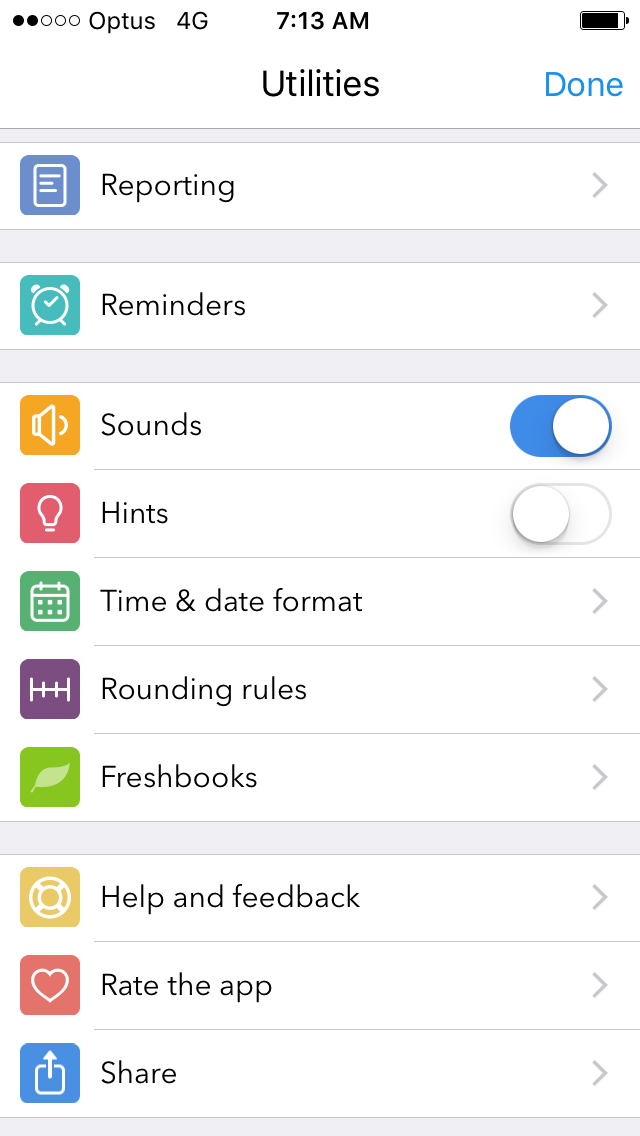 Optus 4G 7:13 AM
Utilities Done
Reporting
Reminders
Sounds
Hints
Time & date format
Rounding rules
Freshbooks
Help and feedback
Rate the app
Share